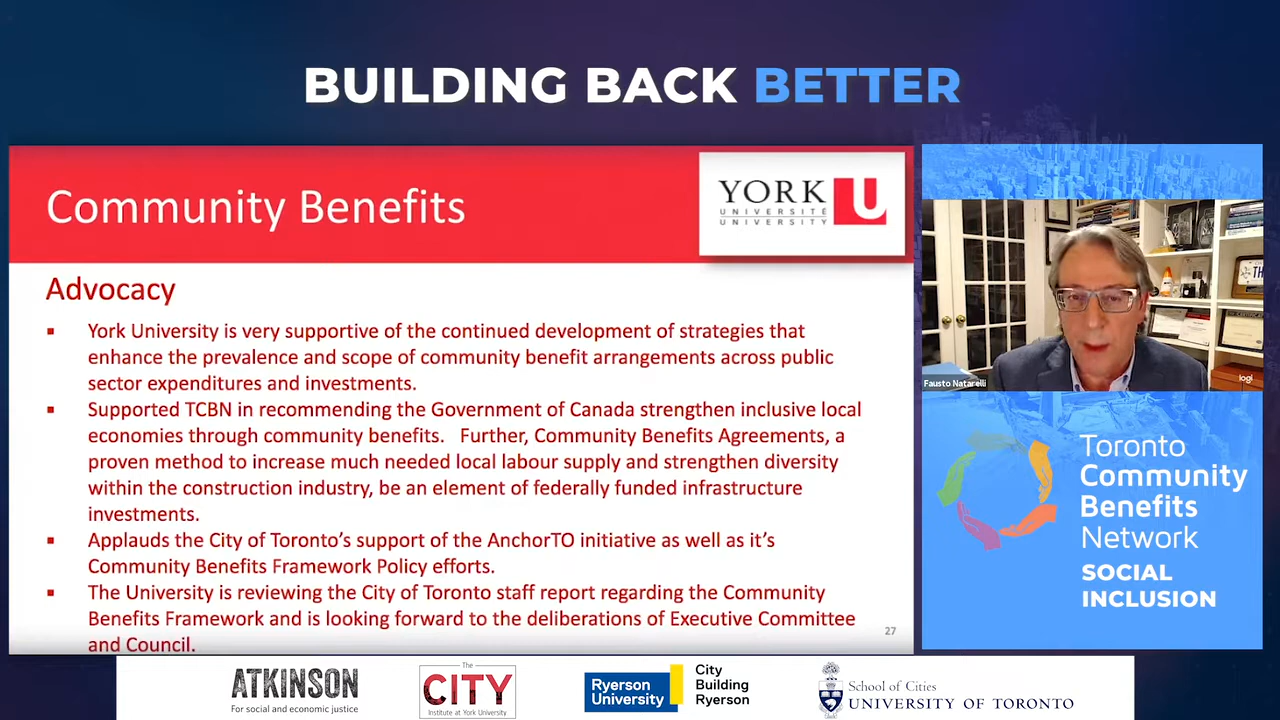 BUILDING BACK BETTER
Community Benefits
YORK U
UNIVERSITÉ
UNIVERSITY
Advocacy
▪ York University is very supportive of the continued development of strategies that
enhance the prevalence and scope of community benefit arrangements across public
sector expenditures and investments.
▪ Supported TCBN in recommending the Government of Canada strengthen inclusive local
economies through community benefits. Further, Community Benefits Agreements, a
proven method to increase much needed local labour supply and strengthen diversity
within the construction industry, be an element of federally funded infrastructure
investments.
▪ Applauds the City of Toronto's support of the AnchorTO initiative as well as it's
Community Benefits Framework Policy efforts.
▪ The University is reviewing the City of Toronto staff report regarding the Community
Benefits Framework and is looking forward to the deliberations of Executive Committee
and Council.
27
Fausto Natarelli
logi
Toronto
Community
Benefits
Network
SOCIAL
INCLUSION
ATKINSON
For social and economic justice
The
CITY
Institute at York University
Ryerson
University
City
Building
Ryerson
School of Cities
UNIVERSITY OF TORONTO